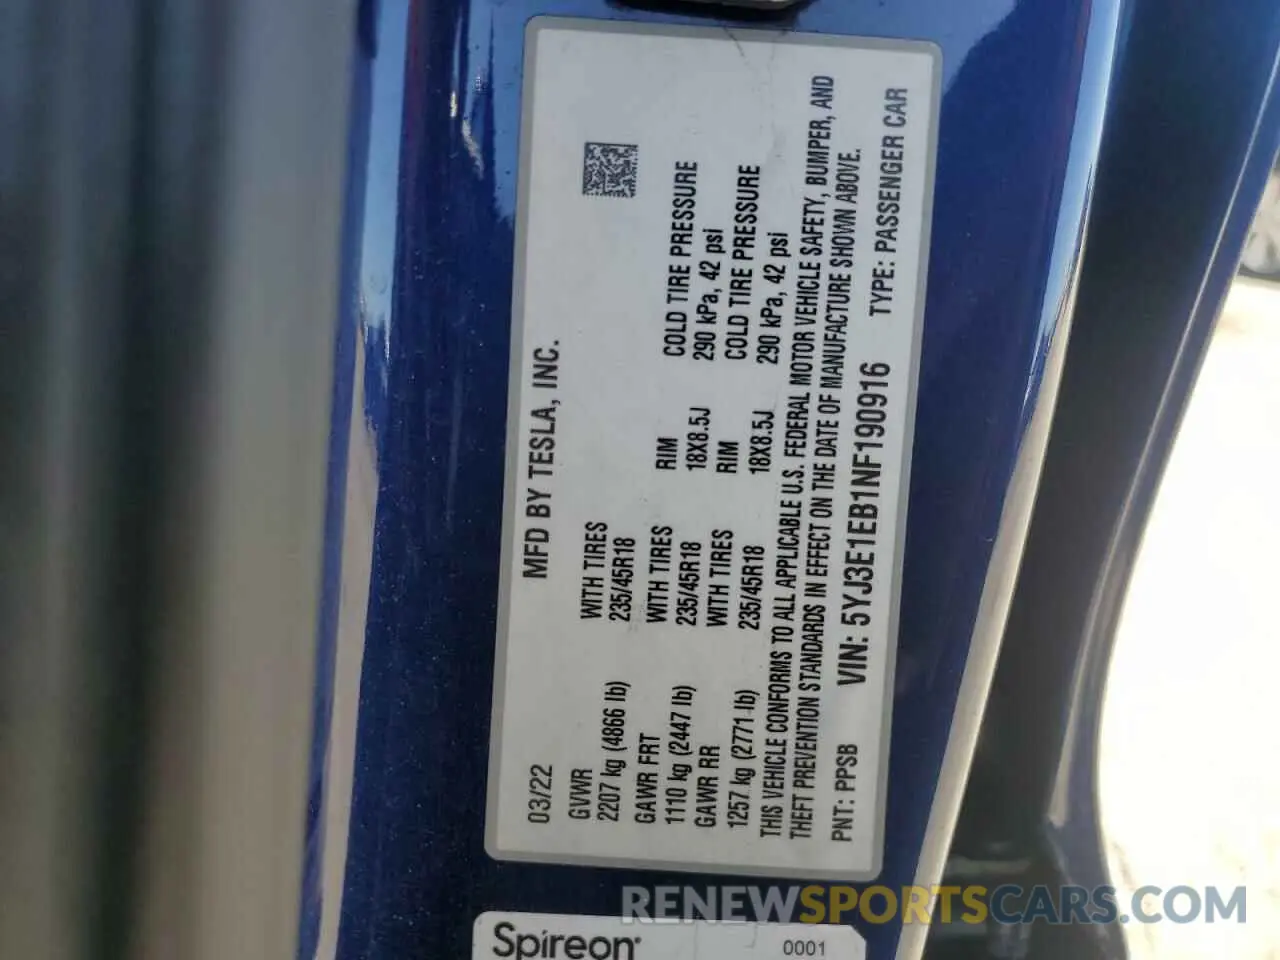 MFD BY TESLA, INC.
03/22
GVWR
2207 kg (4866 lb)
WITH TIRES
235/45R18
GAWR FRT
1110 kg (2447 lb)
WITH TIRES
235/45R18
RIM
18X8.5J
COLD TIRE PRESSURE
290 kPa, 42 psi
GAWR RR
1257 kg (2771 lb)
WITH TIRES
235/45R18
RIM
18X8.5J
COLD TIRE PRESSURE
290 kPa, 42 psi
THIS VEHICLE CONFORMS TO ALL APPLICABLE U.S. FEDERAL MOTOR VEHICLE SAFETY, BUMPER, AND
THEFT PREVENTION STANDARDS IN EFFECT ON THE DATE OF MANUFACTURE SHOWN ABOVE.
PNT: PPSB VIN: 5YJ3E1EB1NF190916 TYPE: PASSENGER CAR
Spireon
0001
RENEWSPORTSCARS.COM